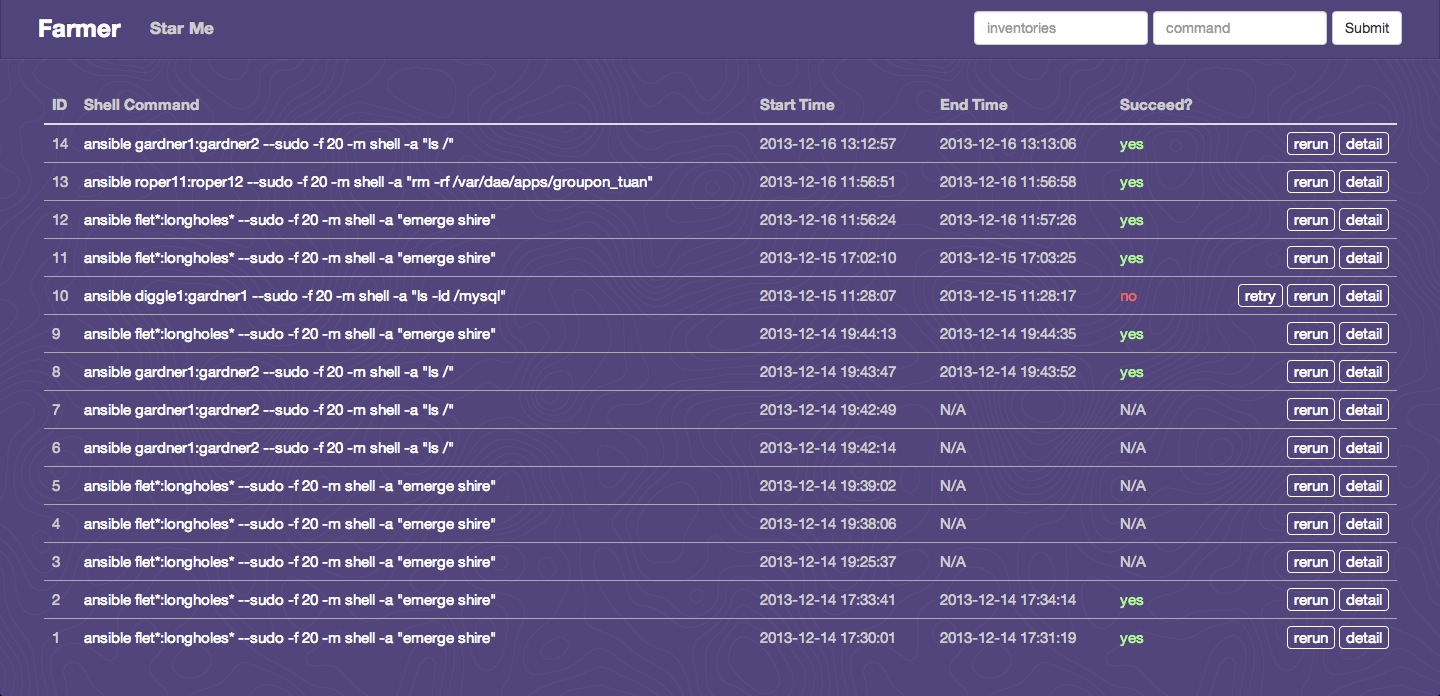 Farmer Star Me inventories command Submit
ID Shell Command Start Time End Time Succeed?
14 ansible gardner1:gardner2 --sudo -f 20 -m shell -a "ls /" 2013-12-16 13:12:57 2013-12-16 13:13:06 yes rerun detail
13 ansible roper11:roper12 --sudo -f 20 -m shell -a "rm -rf /var/dae/apps/groupon_tuan" 2013-12-16 11:56:51 2013-12-16 11:56:58 yes rerun detail
12 ansible flet*:longholes* --sudo -f 20 -m shell -a "emerge shire" 2013-12-16 11:56:24 2013-12-16 11:57:26 yes rerun detail
11 ansible flet*:longholes* --sudo -f 20 -m shell -a "emerge shire" 2013-12-15 17:02:10 2013-12-15 17:03:25 yes rerun detail
10 ansible diggle1:gardner1 --sudo -f 20 -m shell -a "ls -ld /mysql" 2013-12-15 11:28:07 2013-12-15 11:28:17 no retry rerun detail
9 ansible flet*:longholes* --sudo -f 20 -m shell -a "emerge shire" 2013-12-14 19:44:13 2013-12-14 19:44:35 yes rerun detail
8 ansible gardner1:gardner2 --sudo -f 20 -m shell -a "ls /" 2013-12-14 19:43:47 2013-12-14 19:43:52 yes rerun detail
7 ansible gardner1:gardner2 --sudo -f 20 -m shell -a "ls /" 2013-12-14 19:42:49 N/A N/A rerun detail
6 ansible gardner1:gardner2 --sudo -f 20 -m shell -a "ls /" 2013-12-14 19:42:14 N/A N/A rerun detail
5 ansible flet*:longholes* --sudo -f 20 -m shell -a "emerge shire" 2013-12-14 19:39:02 N/A N/A rerun detail
4 ansible flet*:longholes* --sudo -f 20 -m shell -a "emerge shire" 2013-12-14 19:38:06 N/A N/A rerun detail
3 ansible flet*:longholes* --sudo -f 20 -m shell -a "emerge shire" 2013-12-14 19:25:37 N/A N/A rerun detail
2 ansible flet*:longholes* --sudo -f 20 -m shell -a "emerge shire" 2013-12-14 17:33:41 2013-12-14 17:34:14 yes rerun detail
1 ansible flet*:longholes* --sudo -f 20 -m shell -a "emerge shire" 2013-12-14 17:30:01 2013-12-14 17:31:19 yes rerun detail